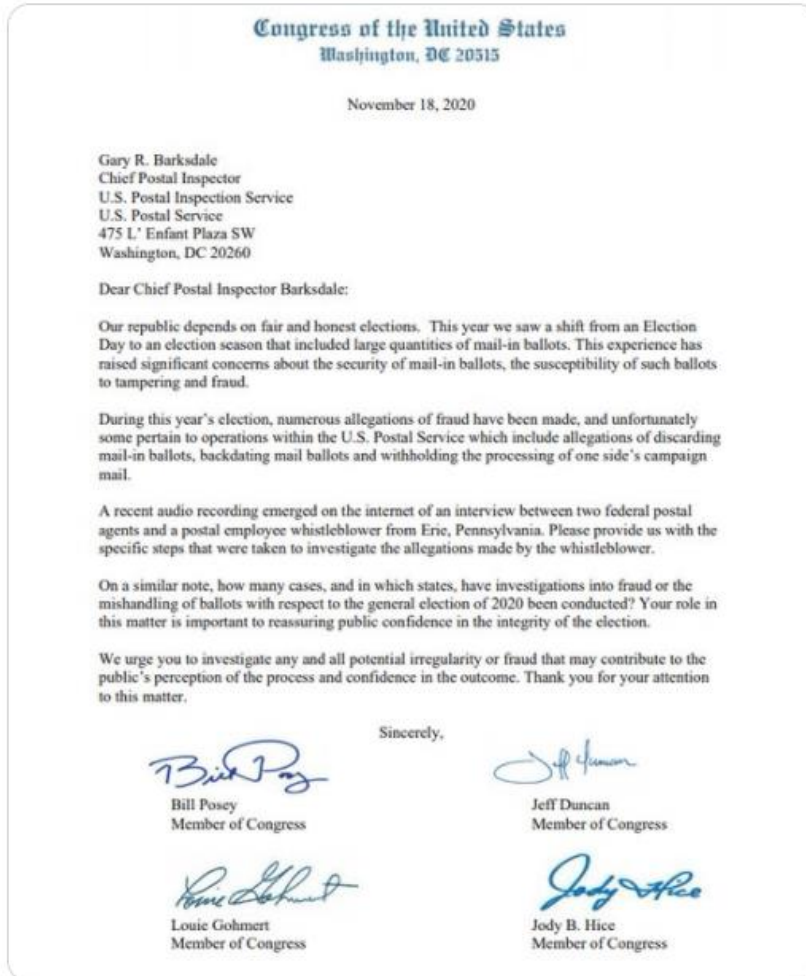 Congress of the United States
Washington, DC 20515
November 18, 2020
Gary R. Barksdale
Chief Postal Inspector
U.S. Postal Inspection Service
U.S. Postal Service
475 L' Enfant Plaza SW
Washington, DC 20260
Dear Chief Postal Inspector Barksdale:
Our republic depends on fair and honest elections.  This year we saw a shift from an Election
Day to an election season that included large quantities of mail-in ballots. This experience has
raised significant concerns about the security of mail-in ballots, the susceptibility of such ballots
to tampering and fraud.
During this year's election, numerous allegations of fraud have been made, and unfortunately
some pertain to operations within the U.S. Postal Service which include allegations of discarding
mail-in ballots, backdating mail ballots and withholding the processing of one side's campaign
mail.
A recent audio recording emerged on the internet of an interview between two federal postal
agents and a postal employee whistleblower from Erie, Pennsylvania. Please provide us with the
specific steps that were taken to investigate the allegations made by the whistleblower.
On a similar note, how many cases, and in which states, have investigations into fraud or the
mishandling of ballots with respect to the general election of 2020 been conducted? Your role in
this matter is important to reassuring public confidence in the integrity of the election.
We urge you to investigate any and all potential irregularity or fraud that may contribute to the
public's perception of the process and confidence in the outcome. Thank you for your attention
to this matter.
Sincerely,
Bill Posey Jeff Duncan
Bill Posey Jeff Duncan
Member of Congress Member of Congress
Louie Gohmert Jody Hice
Louie Gohmert Jody B. Hice
Member of Congress Member of Congress